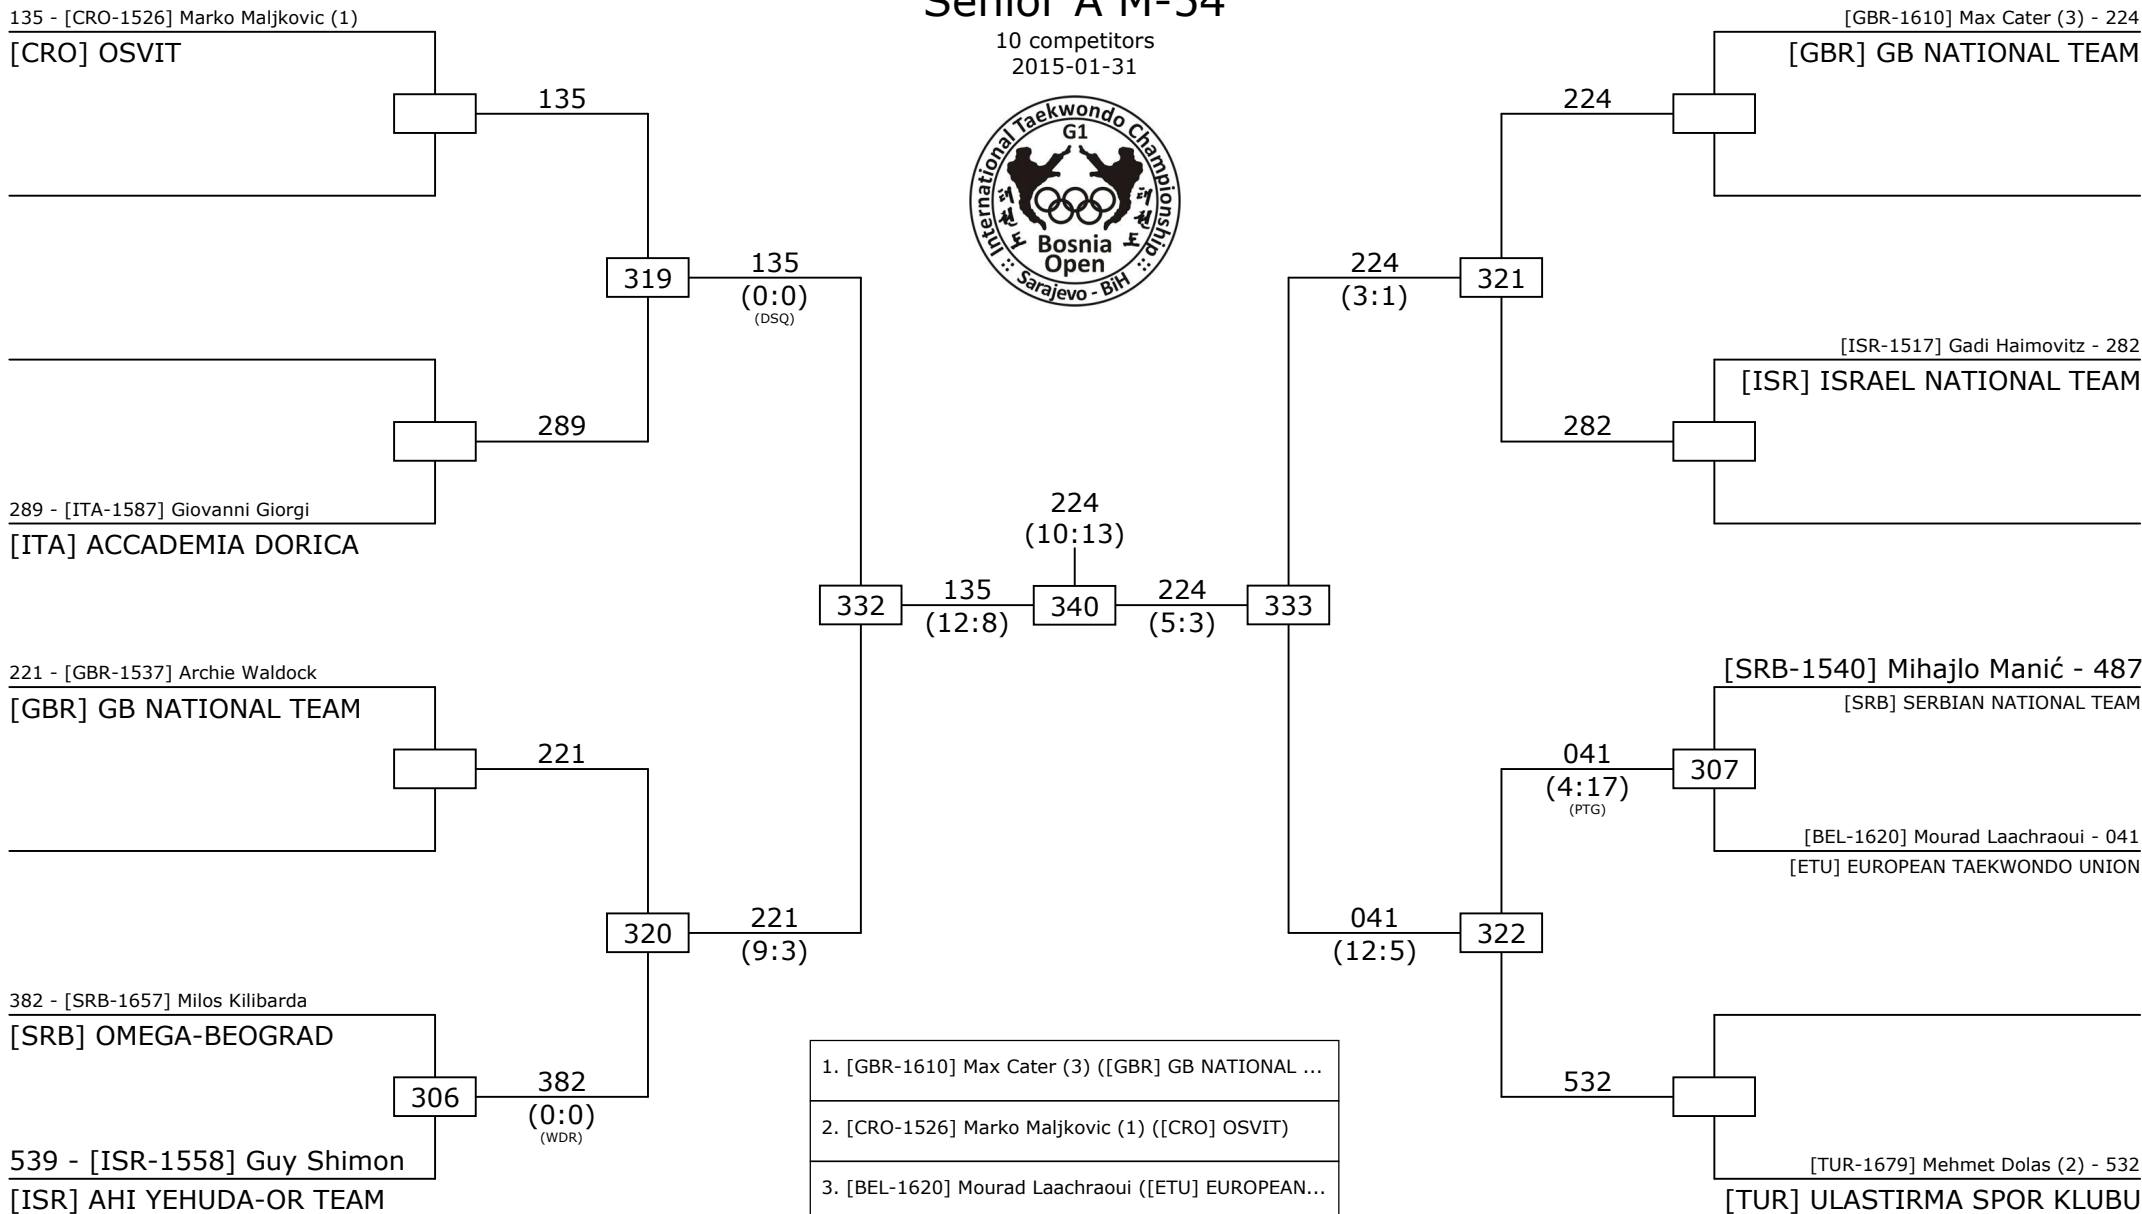 Senior A M-54
10 competitors
2015-01-31
International Taekwondo Championship
G1
Bosnia
Open
:: Sarajevo - BiH ::
135 - [CRO-1526] Marko Maljkovic (1)
[CRO] OSVIT
135
289 - [ITA-1587] Giovanni Giorgi
[ITA] ACCADEMIA DORICA
289
319
135
(0:0)
(DSQ)
221 - [GBR-1537] Archie Waldock
[GBR] GB NATIONAL TEAM
221
382 - [SRB-1657] Milos Kilibarda
[SRB] OMEGA-BEOGRAD
306
382
(0:0)
(WDR)
539 - [ISR-1558] Guy Shimon
[ISR] AHI YEHUDA-OR TEAM
320
221
(9:3)
332
135
(12:8)
224
(10:13)
340
224
(5:3)
333
[GBR-1610] Max Cater (3) - 224
[GBR] GB NATIONAL TEAM
224
[ISR-1517] Gadi Haimovitz - 282
[ISR] ISRAEL NATIONAL TEAM
282
224
(3:1)
321
[SRB-1540] Mihajlo Manić - 487
[SRB] SERBIAN NATIONAL TEAM
041
(4:17)
(PTG)
307
[BEL-1620] Mourad Laachraoui - 041
[ETU] EUROPEAN TAEKWONDO UNION
041
(12:5)
322
532
[TUR-1679] Mehmet Dolas (2) - 532
[TUR] ULASTIRMA SPOR KLUBU
1. [GBR-1610] Max Cater (3) ([GBR] GB NATIONAL ...
2. [CRO-1526] Marko Maljkovic (1) ([CRO] OSVIT)
3. [BEL-1620] Mourad Laachraoui ([ETU] EUROPEAN...